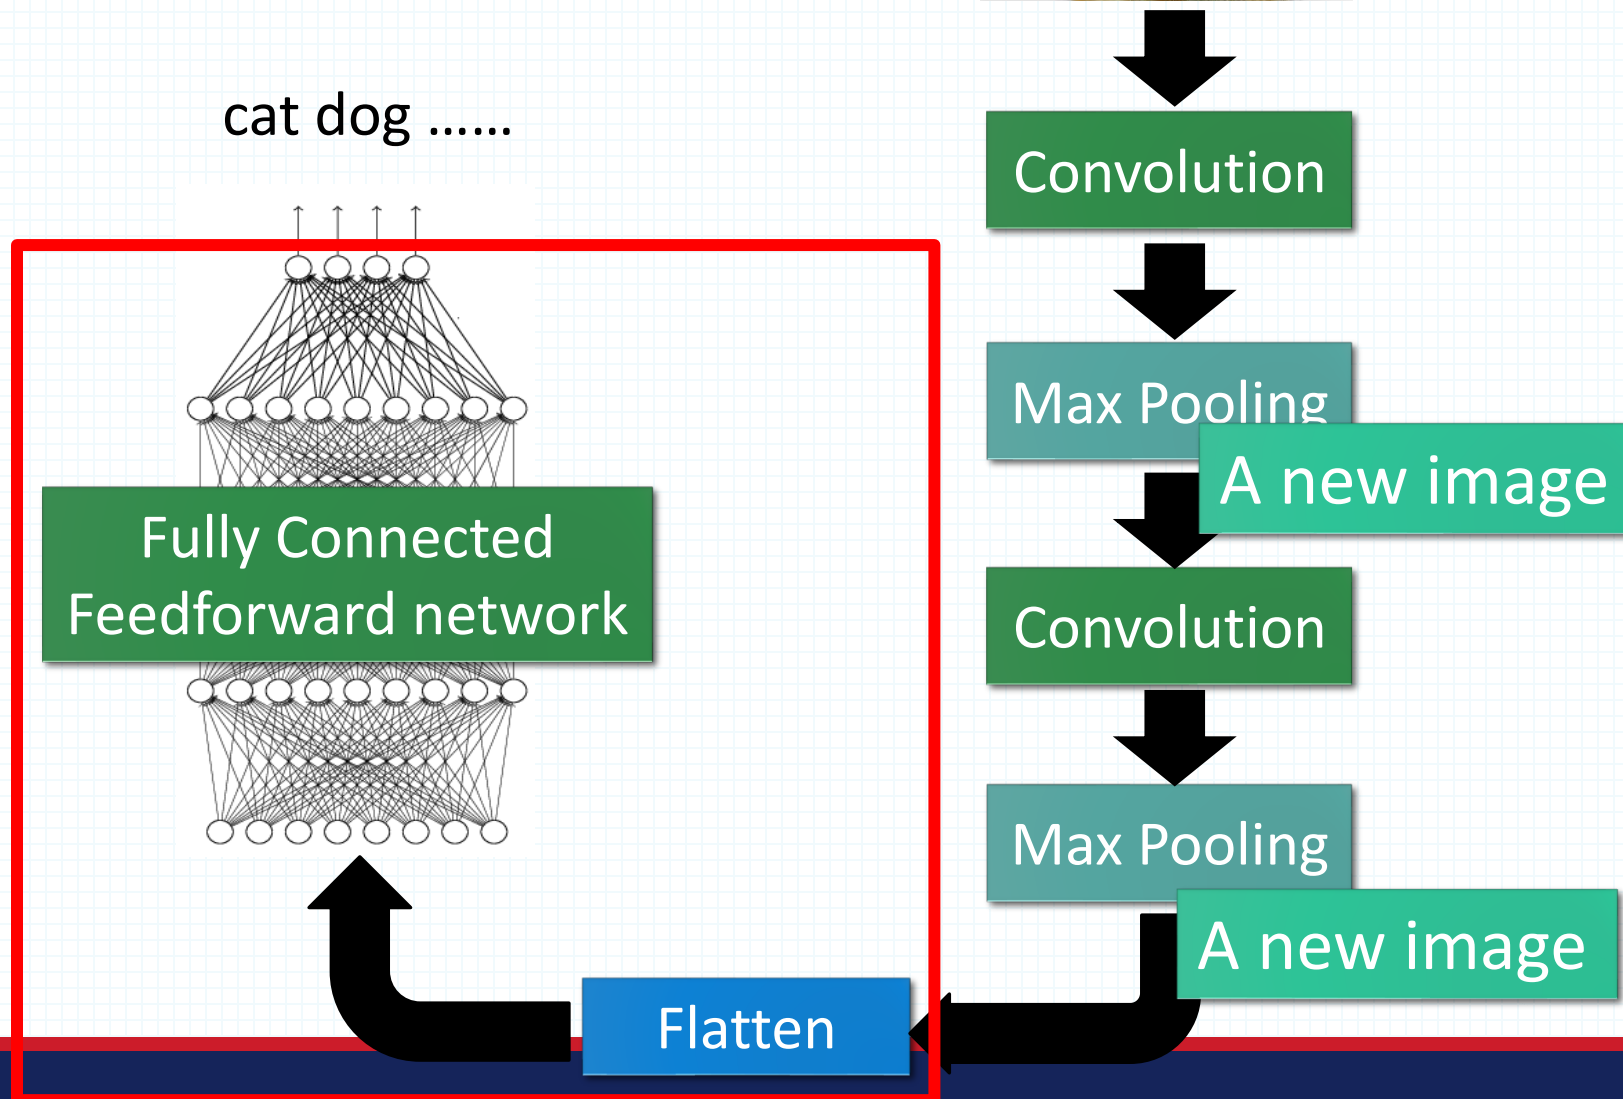 cat dog ......
Convolution
Max Pooling
A new image
Convolution
Max Pooling
A new image
Flatten
Fully Connected
Feedforward network